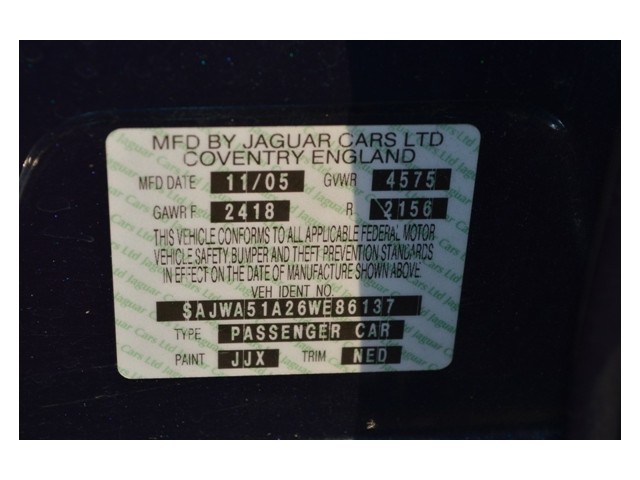 MFD BY JAGUAR CARS LTD
COVENTRY ENGLAND
MFD DATE 11/05 GVWR 4575
GAWR F 2418 R 2156
THIS VEHICLE CONFORMS TO ALL APPLICABLE FEDERAL MOTOR
VEHICLE SAFETY, BUMPER AND THEFT PREVENTION STANDARDS
IN EFFECT ON THE DATE OF MANUFACTURE SHOWN ABOVE
VEH IDENT NO.
SAJWA51A26WE86137
TYPE PASSENGER CAR
PAINT JJX TRIM NED